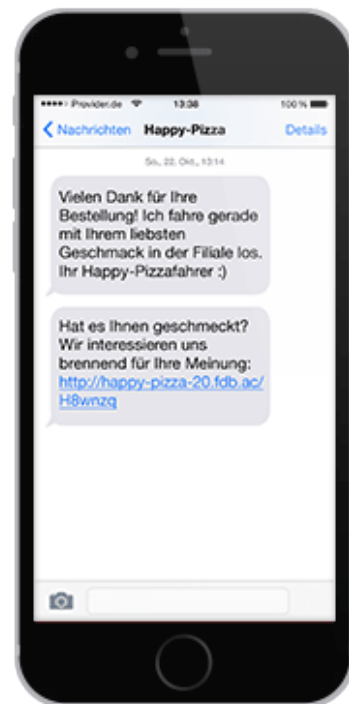 Provider.de 13:38 100 %
Nachrichten Happy-Pizza Details
So., 22. Okt., 13:14
Vielen Dank für Ihre
Bestellung! Ich fahre gerade
mit Ihrem liebsten
Geschmack in der Filiale los.
Ihr Happy-Pizzafahrer :)
Hat es Ihnen geschmeckt?
Wir interessieren uns
brennend für Ihre Meinung:
http://happy-pizza-20.fdb.ac/
H8wnzq